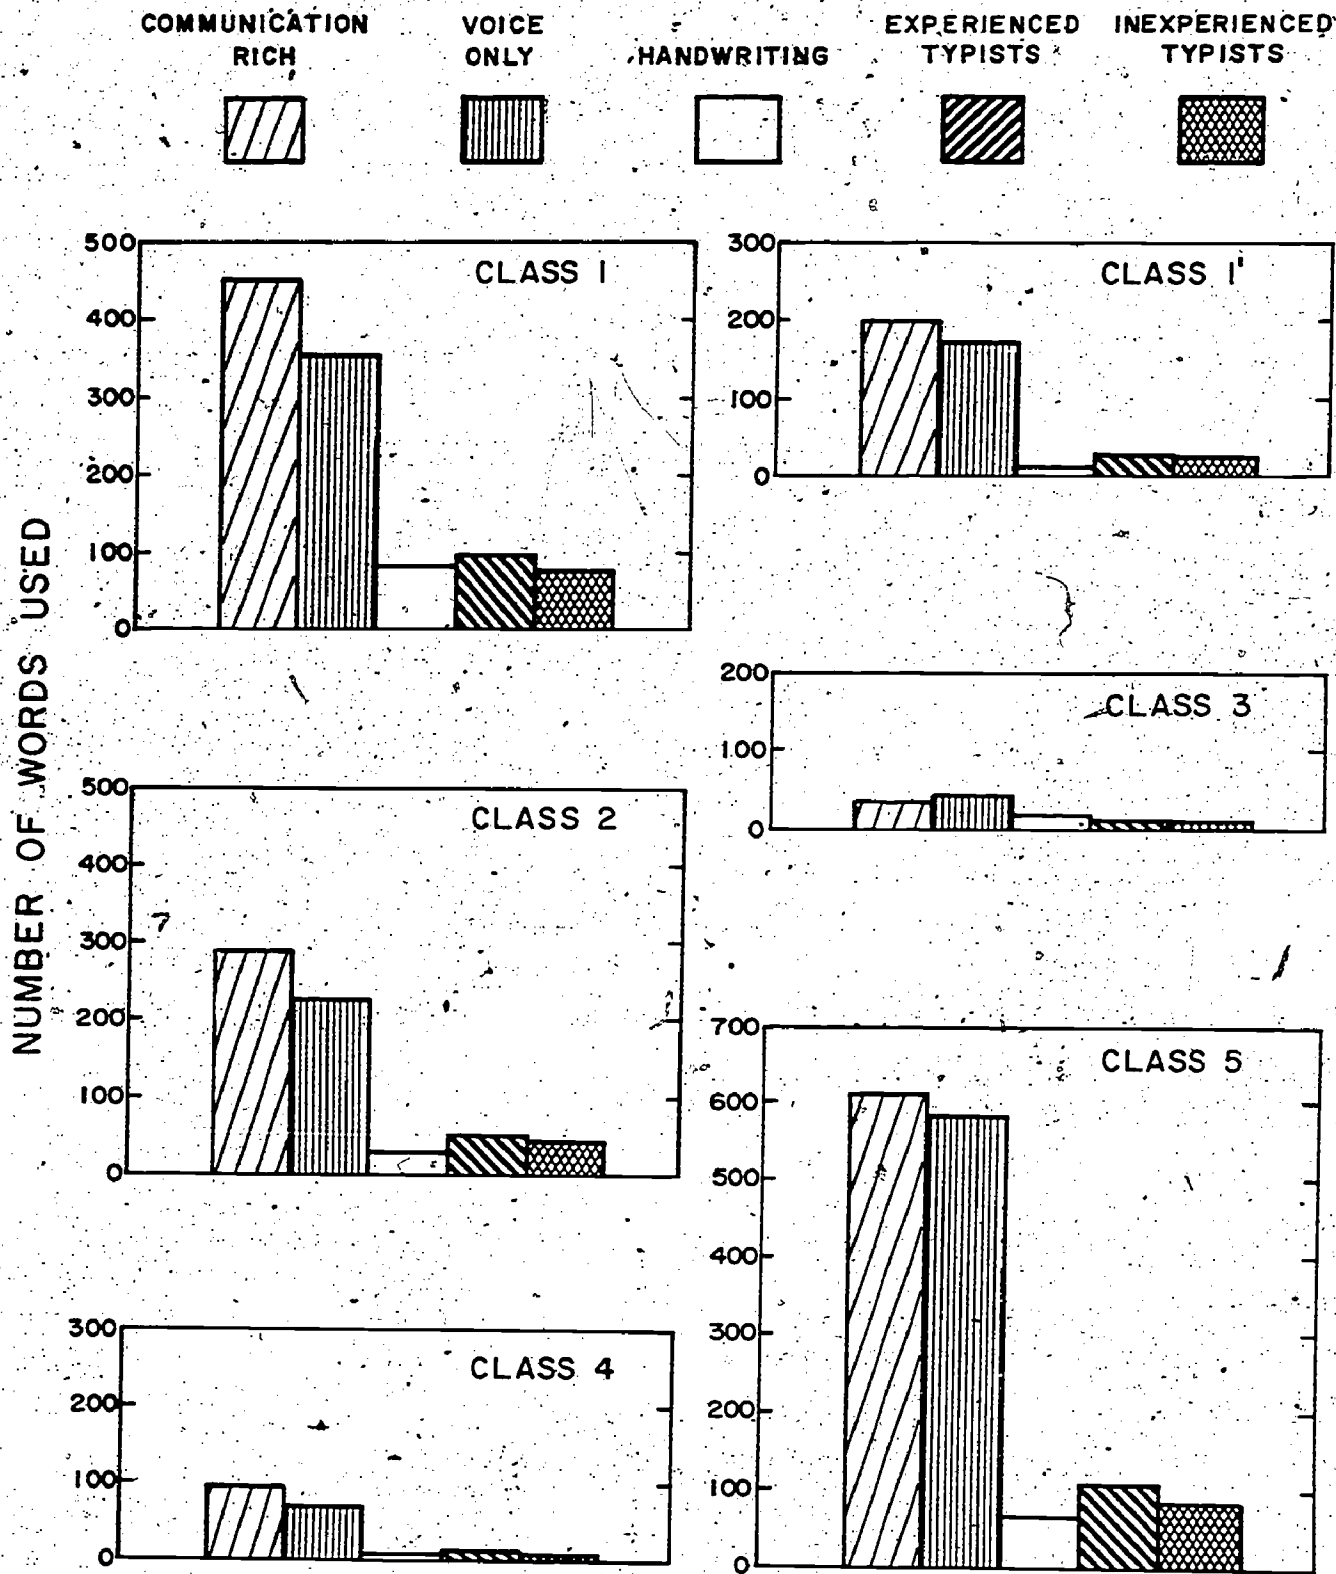 COMMUNICATION RICH
VOICE ONLY
HANDWRITING
EXPERIENCED TYPISTS
INEXPERIENCED TYPISTS
NUMBER OF WORDS USED
CLASS 1
500
400
300
200
100
0
CLASS 1'
300
200
100
0
CLASS 2
500
400
300
200
100
0
CLASS 3
200
100
0
CLASS 4
300
200
100
0
CLASS 5
700
600
500
400
300
200
100
0